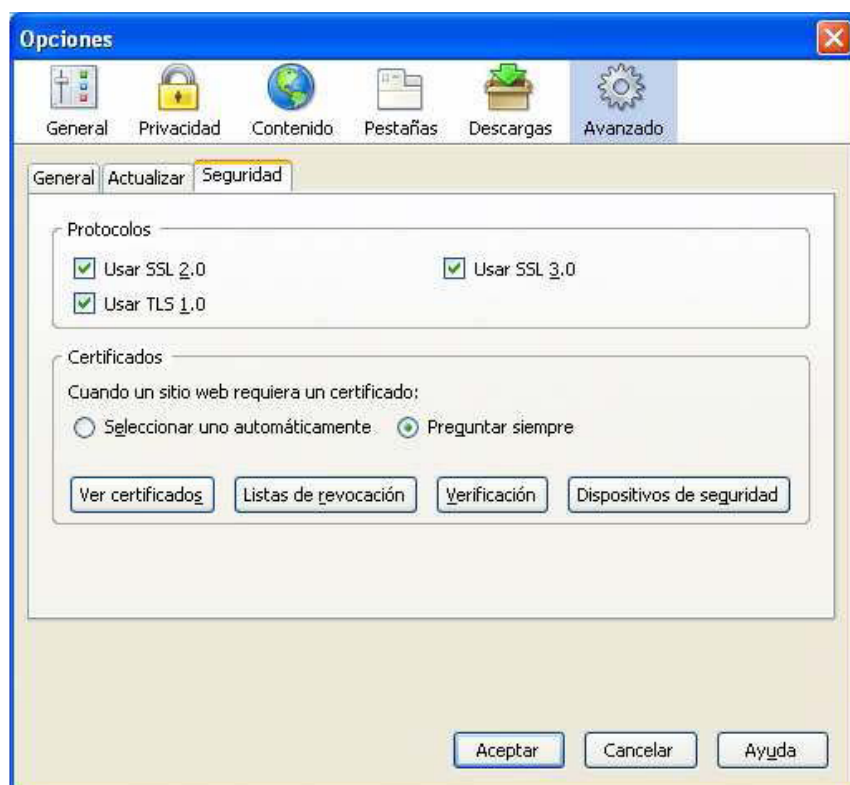 Opciones
General Privacidad Contenido Pestañas Descargas Avanzado
General Actualizar Seguridad
Protocolos
Usar SSL 2.0 Usar SSL 3.0
Usar TLS 1.0
Certificados
Cuando un sitio web requiera un certificado:
Seleccionar uno automáticamente Preguntar siempre
Ver certificados Listas de revocación Verificación Dispositivos de seguridad
Aceptar Cancelar Ayuda